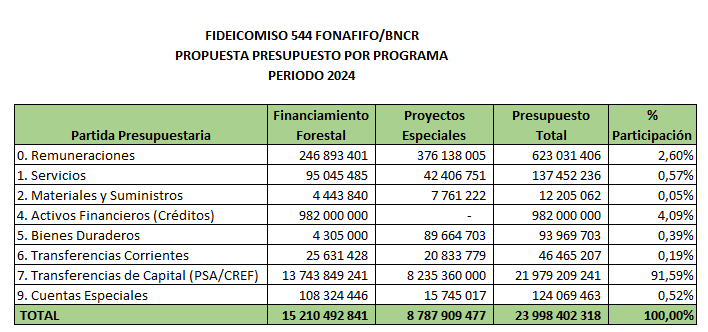 FIDEICOMISO 544 FONAFIFO/BNCR
PROPUESTA PRESUPUESTO POR PROGRAMA
PERIODO 2024
Partida Presupuestaria Financiamiento Forestal Proyectos Especiales Presupuesto Total % Participación
0. Remuneraciones 246 893 401 376 138 005 623 031 406 2,60%
1. Servicios 95 045 485 42 406 751 137 452 236 0,57%
2. Materiales y Suministros 4 443 840 7 761 222 12 205 062 0,05%
4. Activos Financieros (Créditos) 982 000 000 - 982 000 000 4,09%
5. Bienes Duraderos 4 305 000 89 664 703 93 969 703 0,39%
6. Transferencias Corrientes 25 631 428 20 833 779 46 465 207 0,19%
7. Transferencias de Capital (PSA/CREF) 13 743 849 241 8 235 360 000 21 979 209 241 91,59%
9. Cuentas Especiales 108 324 446 15 745 017 124 069 463 0,52%
TOTAL 15 210 492 841 8 787 909 477 23 998 402 318 100,00%